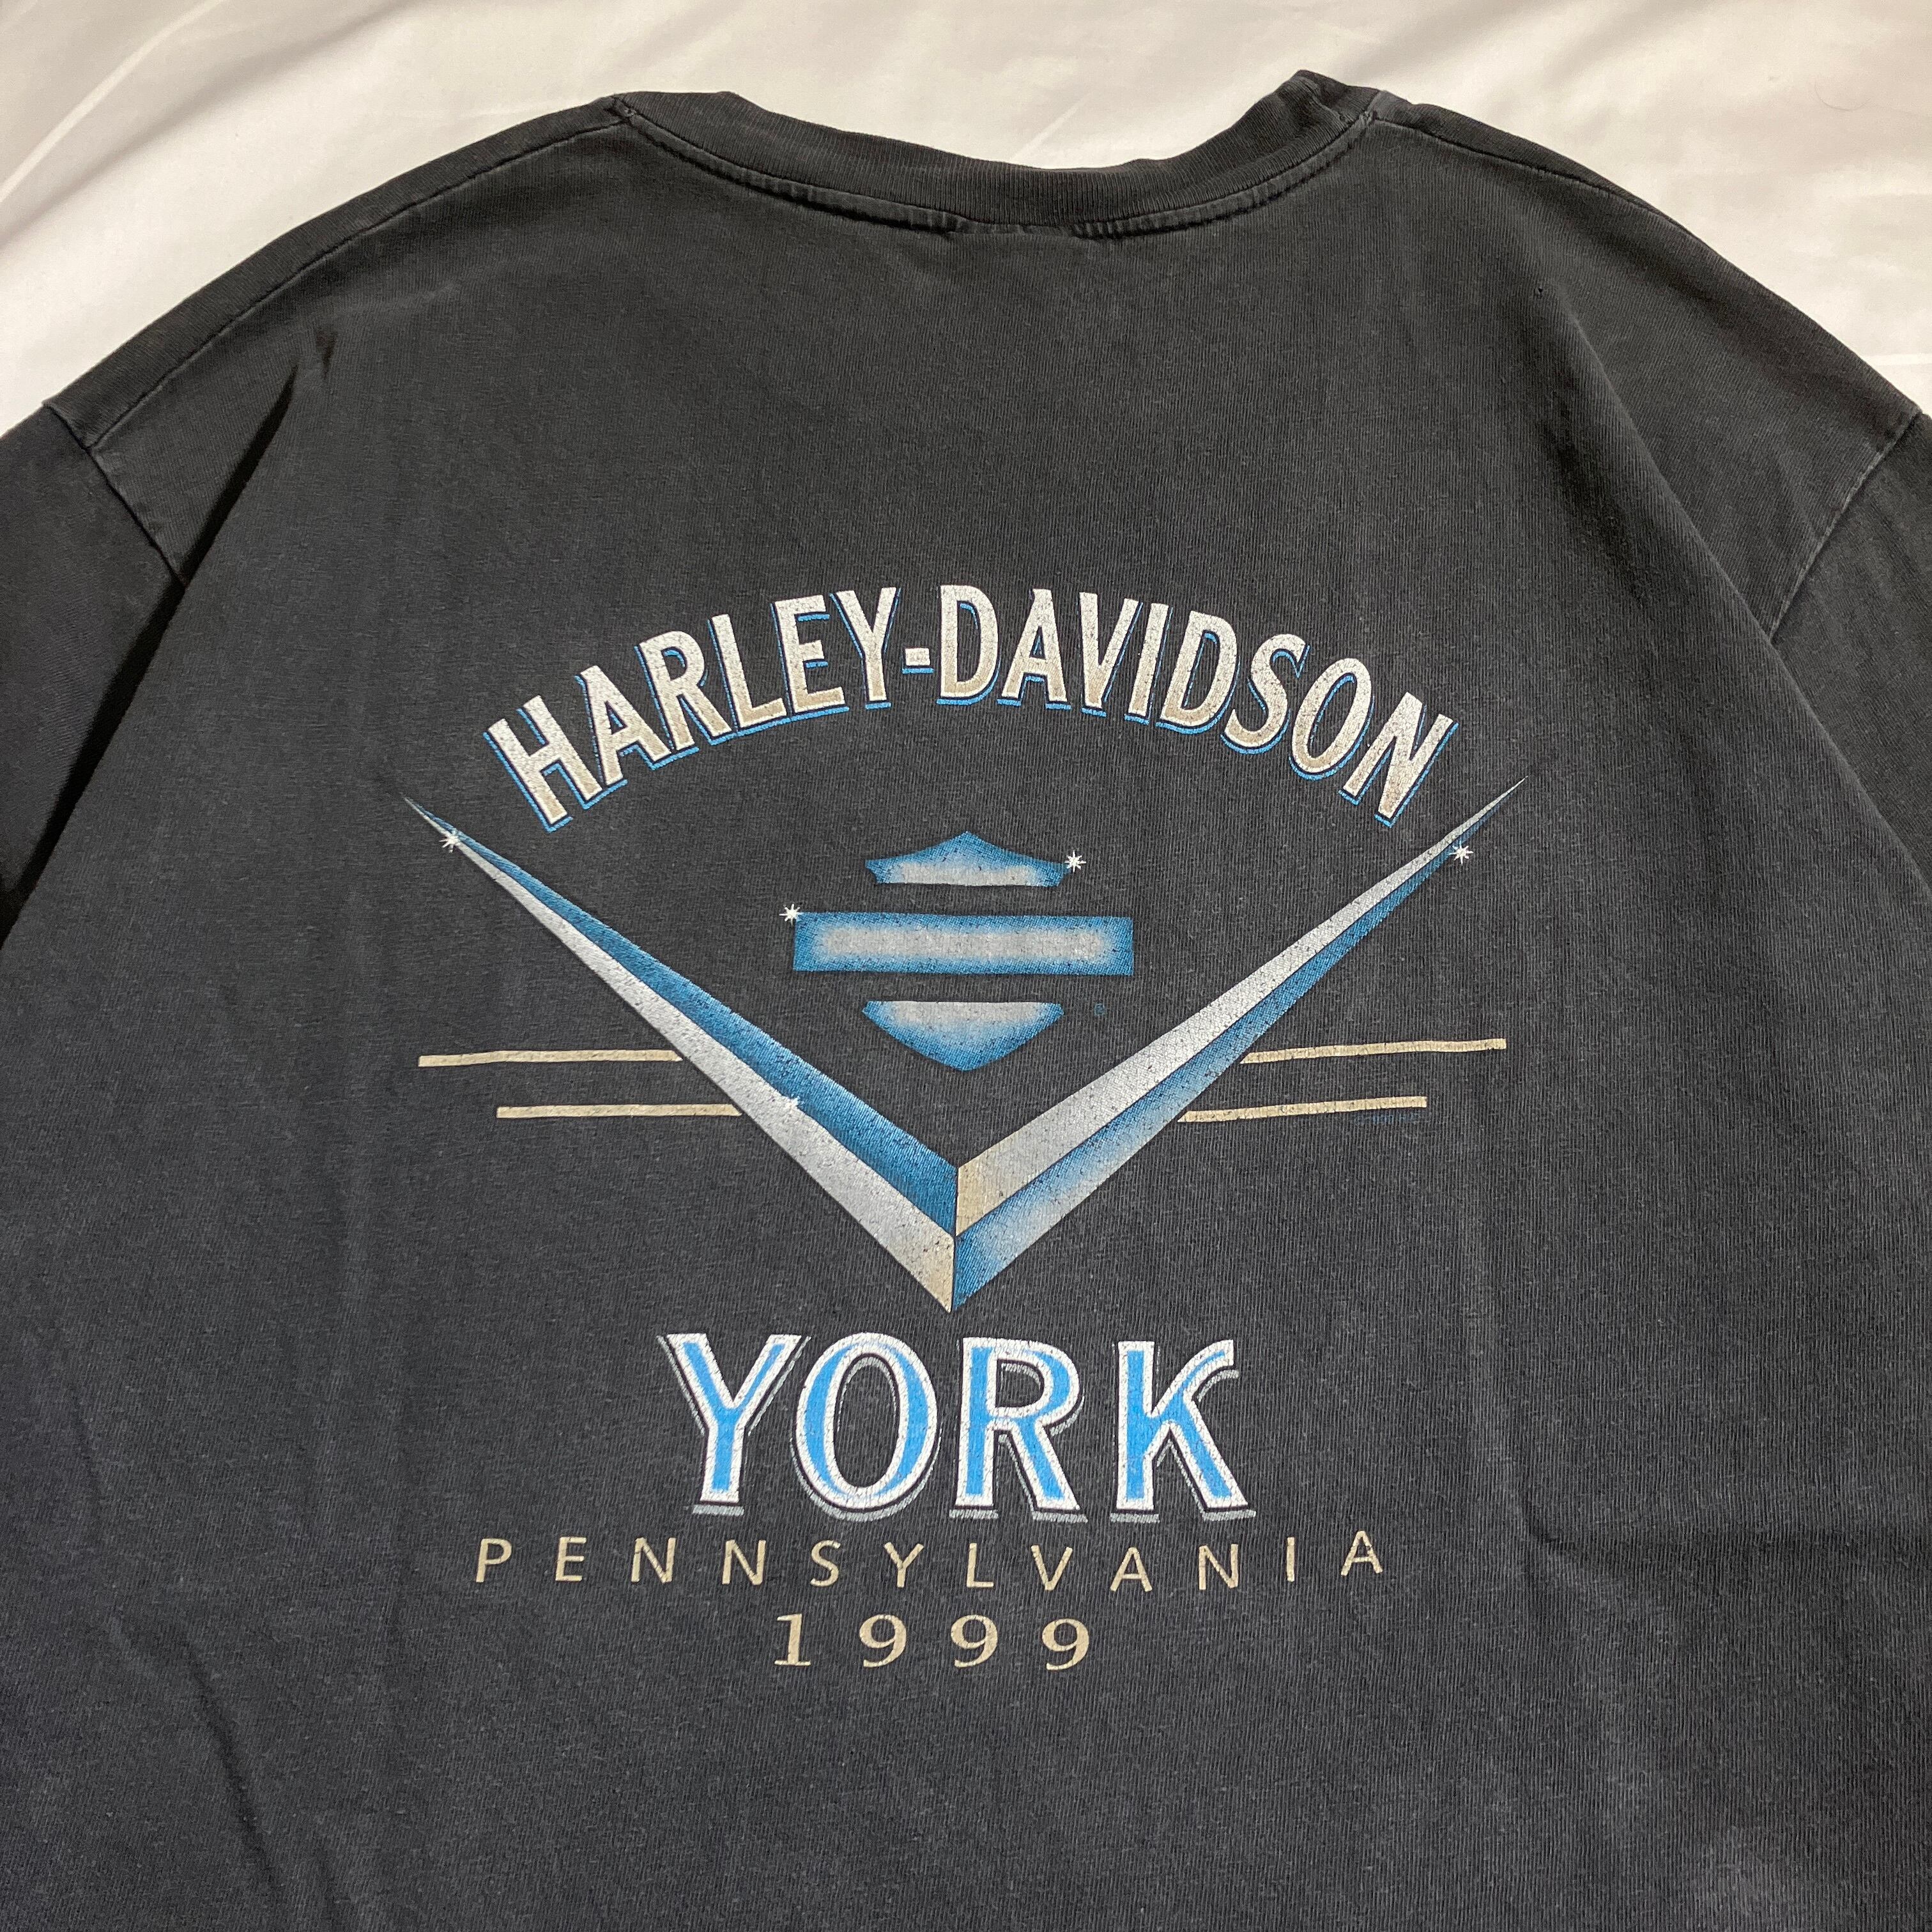 HARLEY-DAVIDSON
®
YORK
PENNSYLVANIA
1999